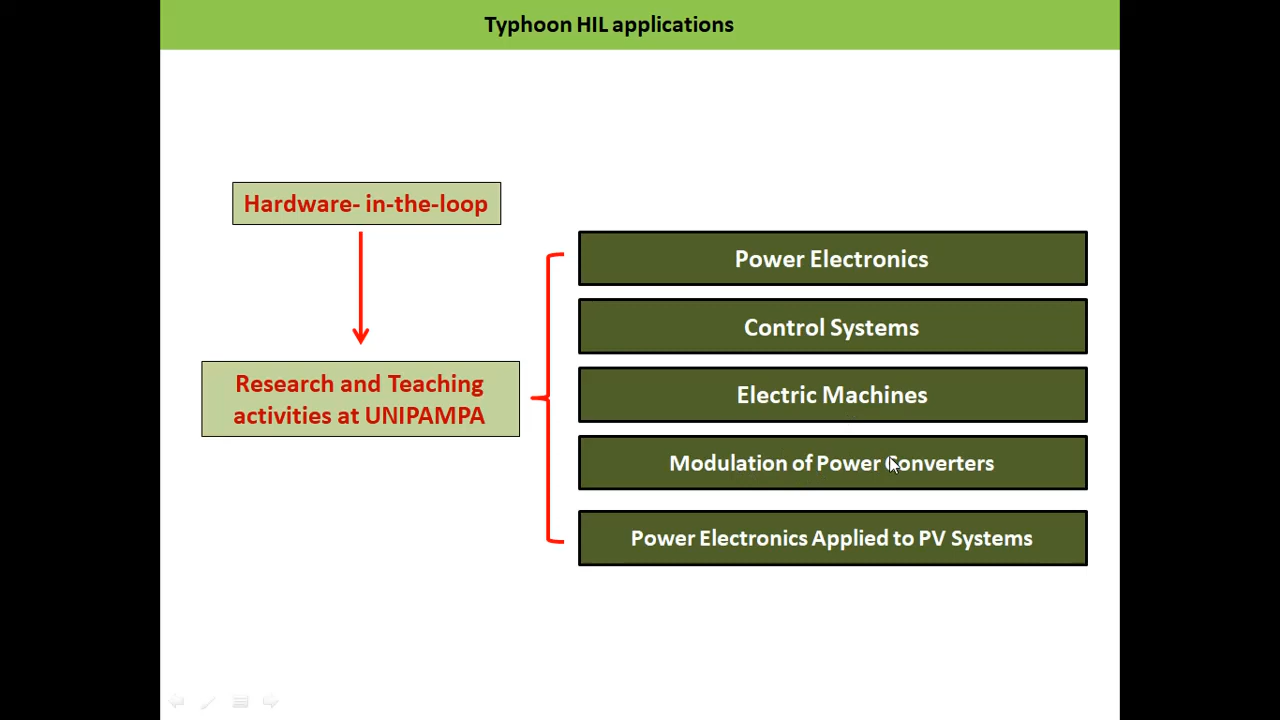 Typhoon HIL applications
Hardware- in-the-loop
Research and Teaching
activities at UNIPAMPA
Power Electronics
Control Systems
Electric Machines
Modulation of Power Converters
Power Electronics Applied to PV Systems